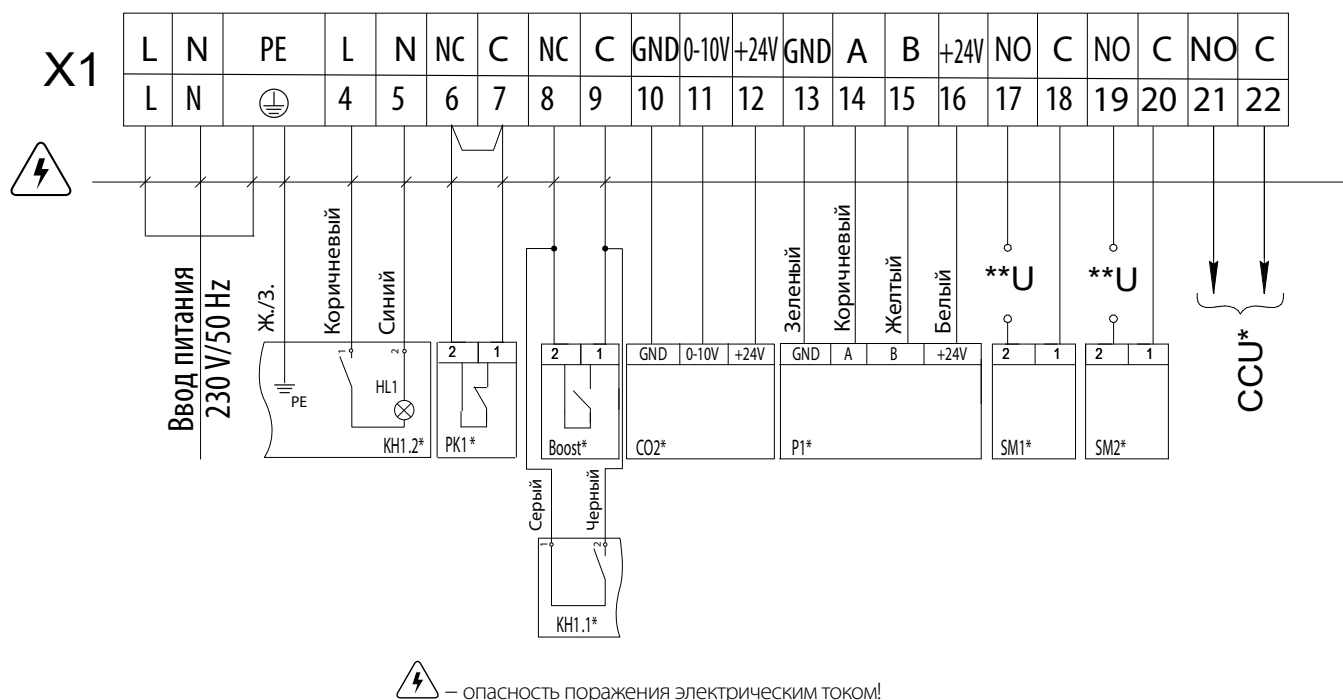 X1
L N PE L N NC C NC C GND 0-10V +24V GND A B +24V NO C NO C NO C
L N 4 5 6 7 8 9 10 11 12 13 14 15 16 17 18 19 20 21 22
Ввод питания
230 V/50 Hz
Ж./З.
Коричневый
Синий
Зеленый
Коричневый
Желтый
Белый
**U
**U
CCU*
1 2
HL1
PE
KH1.2*
2 1
PK1*
2 1
Boost*
GND 0-10V +24V
CO2*
GND A B +24V
P1*
2 1
SM1*
2 1
SM2*
Серый
Черный
1 2
KH1.1*
– опасность поражения электрическим током!